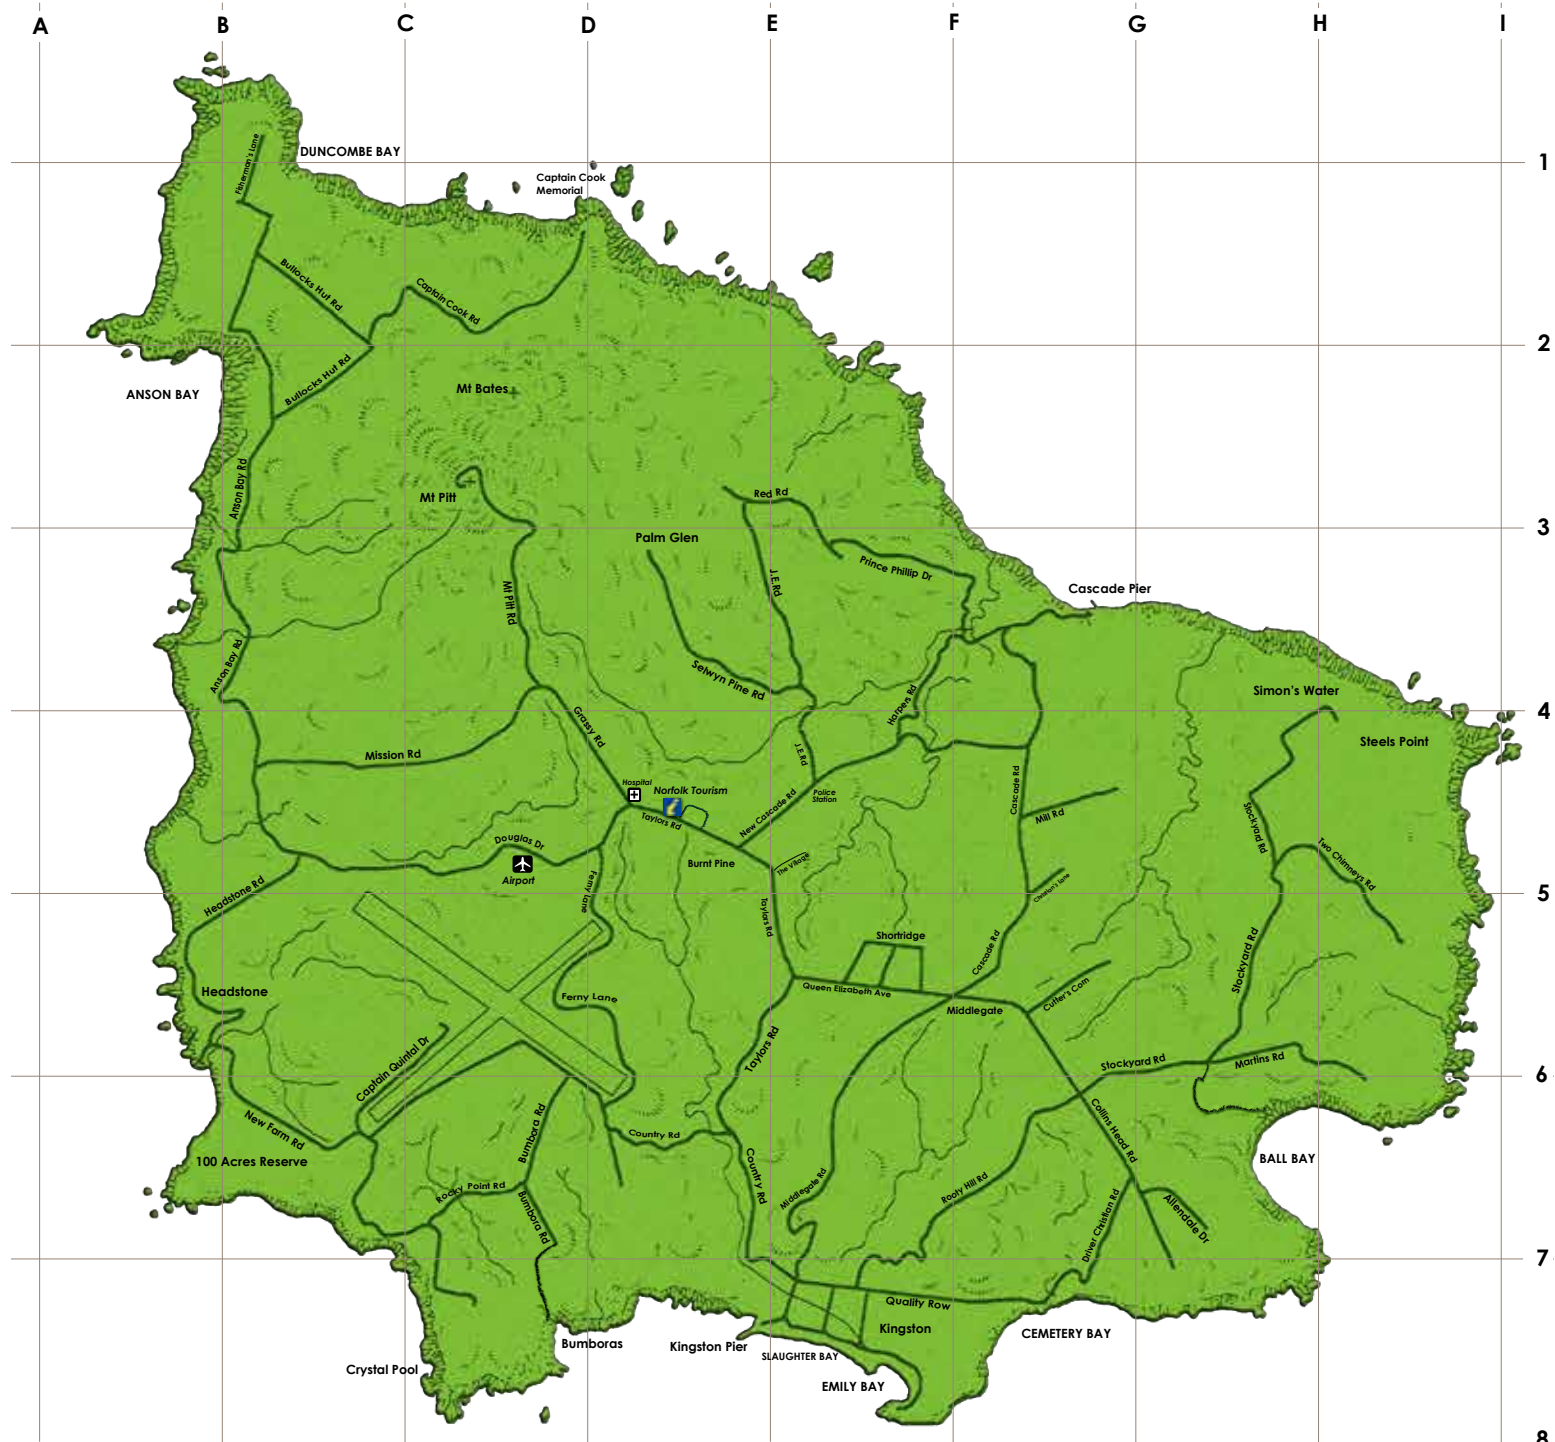 A B C D E F G H I
Fisherman's Lane
DUNCOMBE BAY
1
Captain Cook
Memorial
Bullocks Hut Rd
Captain Cook Rd
2
Bullocks Hut Rd
ANSON BAY
Mt Bates
Anson Bay Rd
Mt Pitt
Red Rd
3
Palm Glen
Prince Phillip Dr
J.E.Rd
Mt Pitt Rd
Cascade Pier
Anson Bay Rd
Selwyn Pine Rd
Harpers Rd
Simon's Water
4
Grassy Rd
Steels Point
Mission Rd
J.E.Rd
Hospital
Norfolk Tourism
Police
Station
Cascade Rd
New Cascade Rd
Taylors Rd
Mill Rd
Stockyard Rd
Douglas Dr
Burnt Pine
The Village
Two Chimneys Rd
Airport
Ferny Lane
Christian's lane
Headstone Rd
5
Taylors Rd
Shortridge
Cascade Rd
Stockyard Rd
Headstone
Queen Elizabeth Ave
Cutter's Corn
Ferny Lane
Middlegate
Taylors Rd
Captain Quintal Dr
Stockyard Rd
Martins Rd
6
New Farm Rd
Bumbora Rd
Country Rd
Collins Head Rd
100 Acres Reserve
BALL BAY
Country Rd
Rocky Point Rd
Middlegate Rd
Rooty Hill Rd
Bumbora Rd
Driver Christian Rd
Allendale Dr
7
Quality Row
Kingston
CEMETERY BAY
Bumboras
Kingston Pier
SLAUGHTER BAY
Crystal Pool
EMILY BAY
8